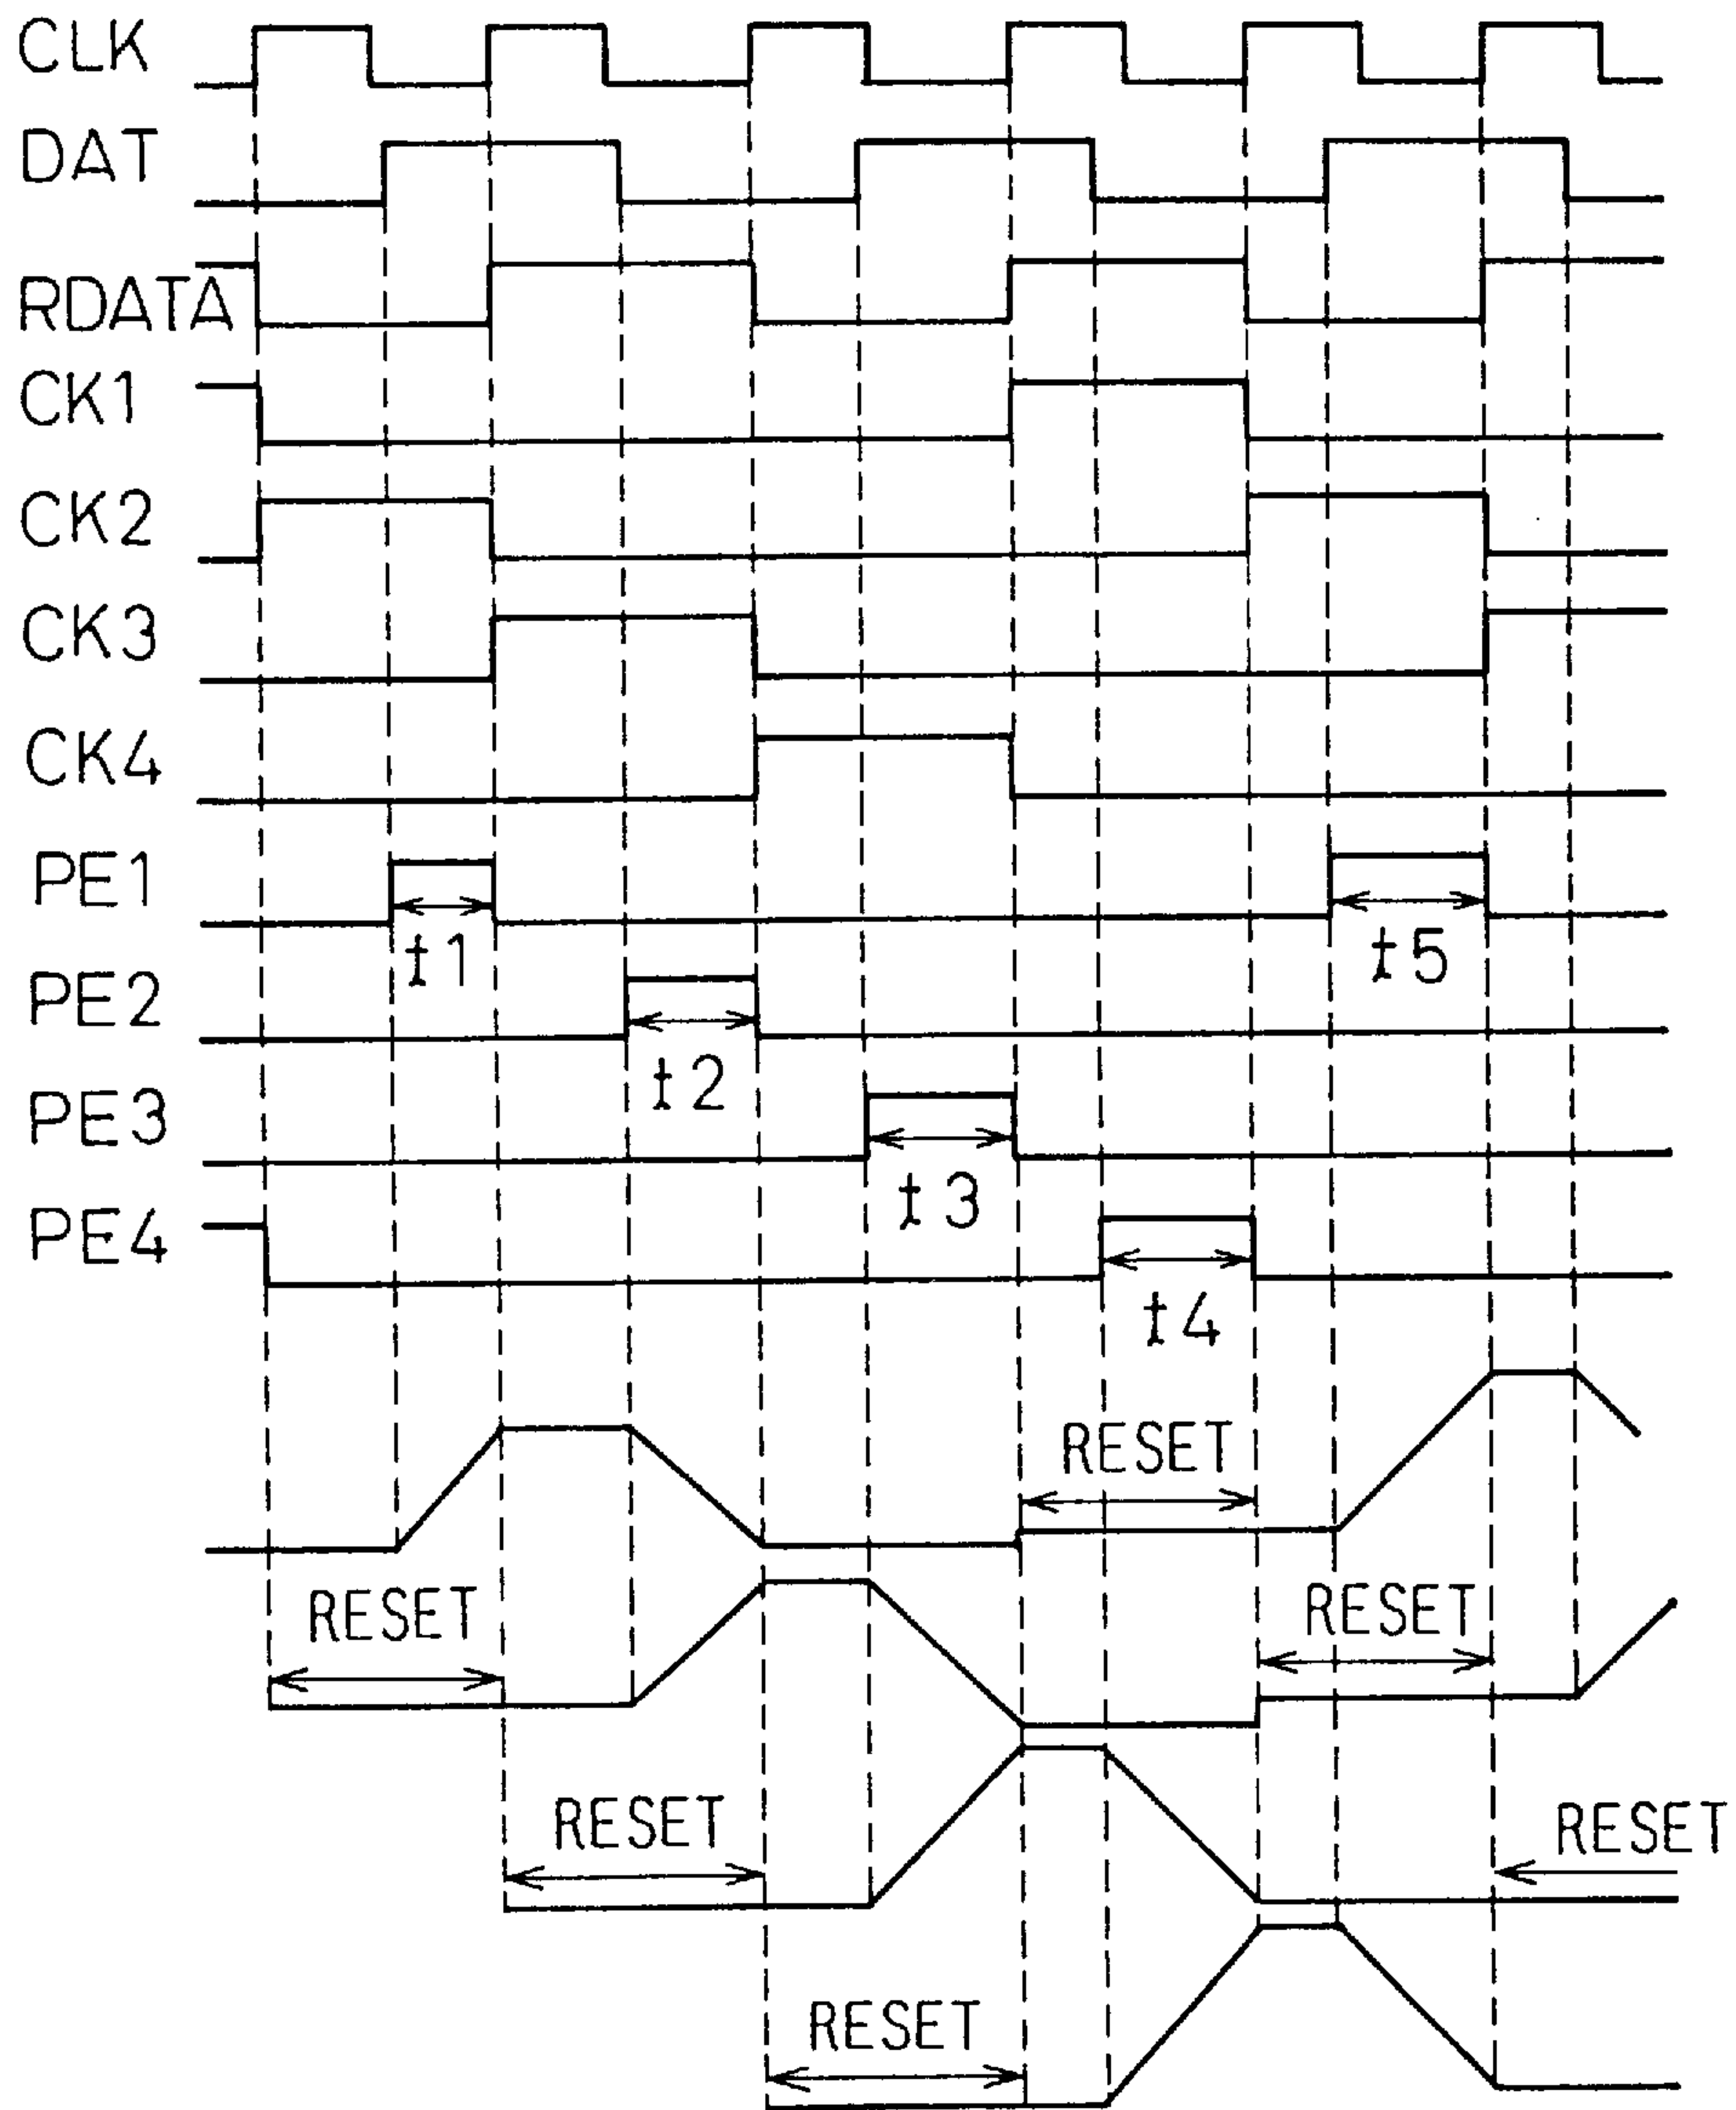 CLK
DAT
RDATA
CK1
CK2
CK3
CK4
PE1
t1
t5
PE2
t2
PE3
t3
PE4
t4
RESET
RESET
RESET
RESET
RESET
RESET